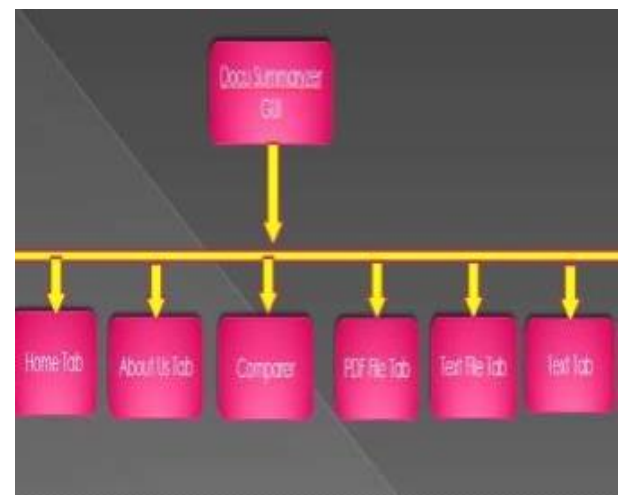 Docu Summarizer
GUI
Home Tab
About Us Tab
Comparer
PDF File Tab
Text File Tab
Text Tab